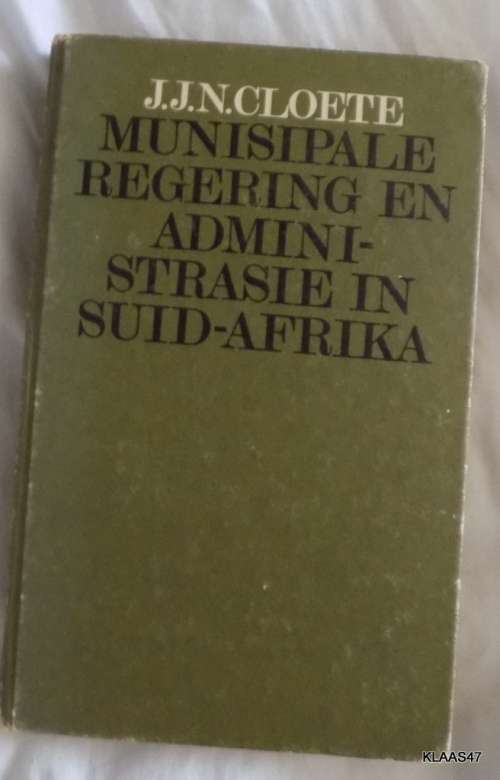 J.J.N.CLOETE
MUNISIPALE
REGERING EN
ADMINI-
STRASIE IN
SUID-AFRIKA
KLAAS47